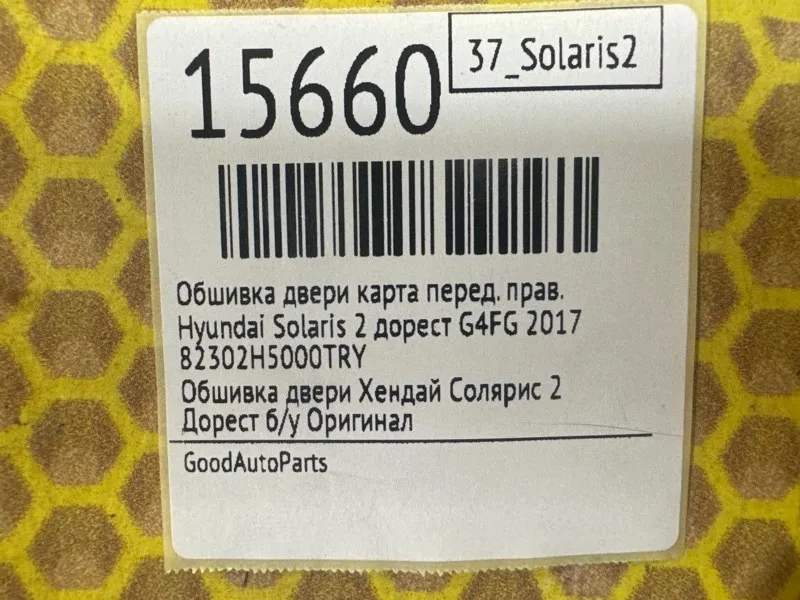 15660
37_Solaris2
Обшивка двери карта перед. прав.
Hyundai Solaris 2 дорест G4FG 2017
82302H5000TRY
Обшивка двери Хендай Солярис 2
Дорест б/у Оригинал
GoodAutoParts